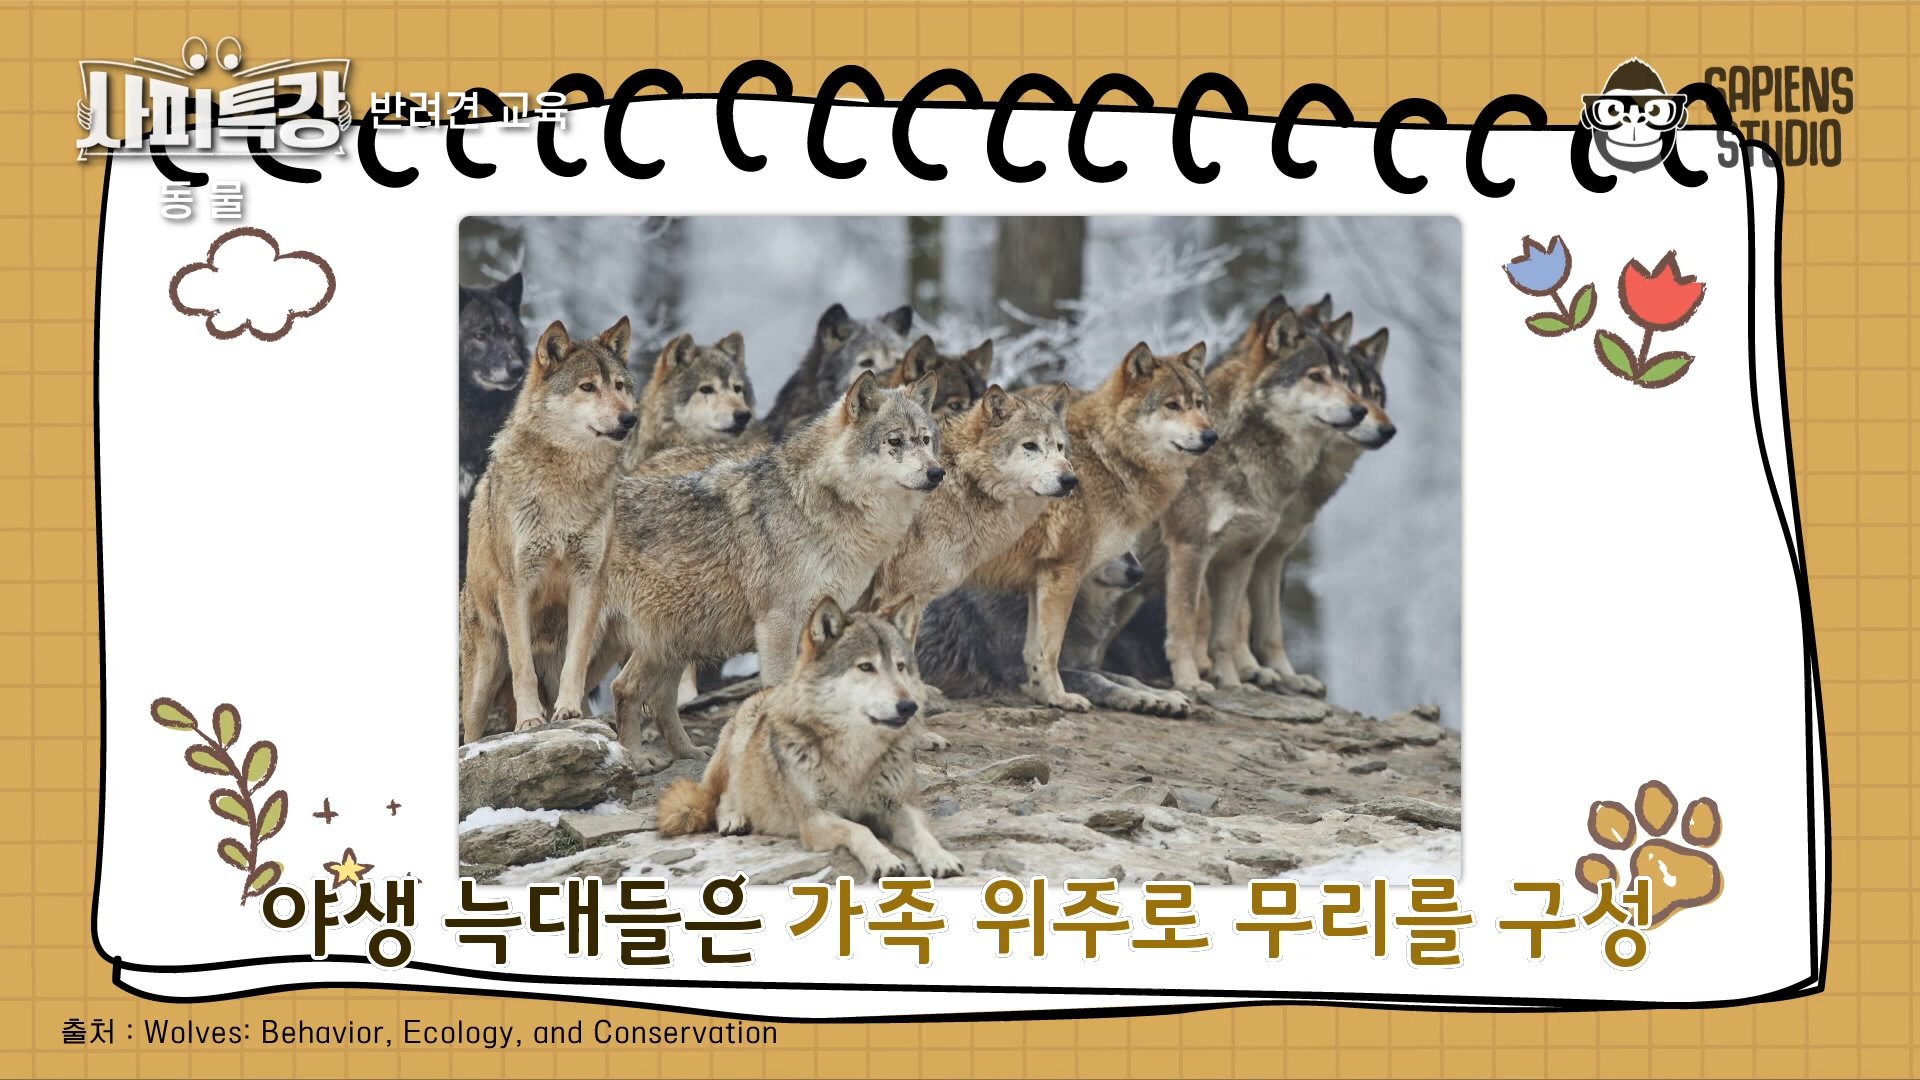 사피특강 반려견 교육
동물
SAPIENS
STUDIO
야생 늑대들은 가족 위주로 무리를 구성
출처 : Wolves: Behavior, Ecology, and Conservation